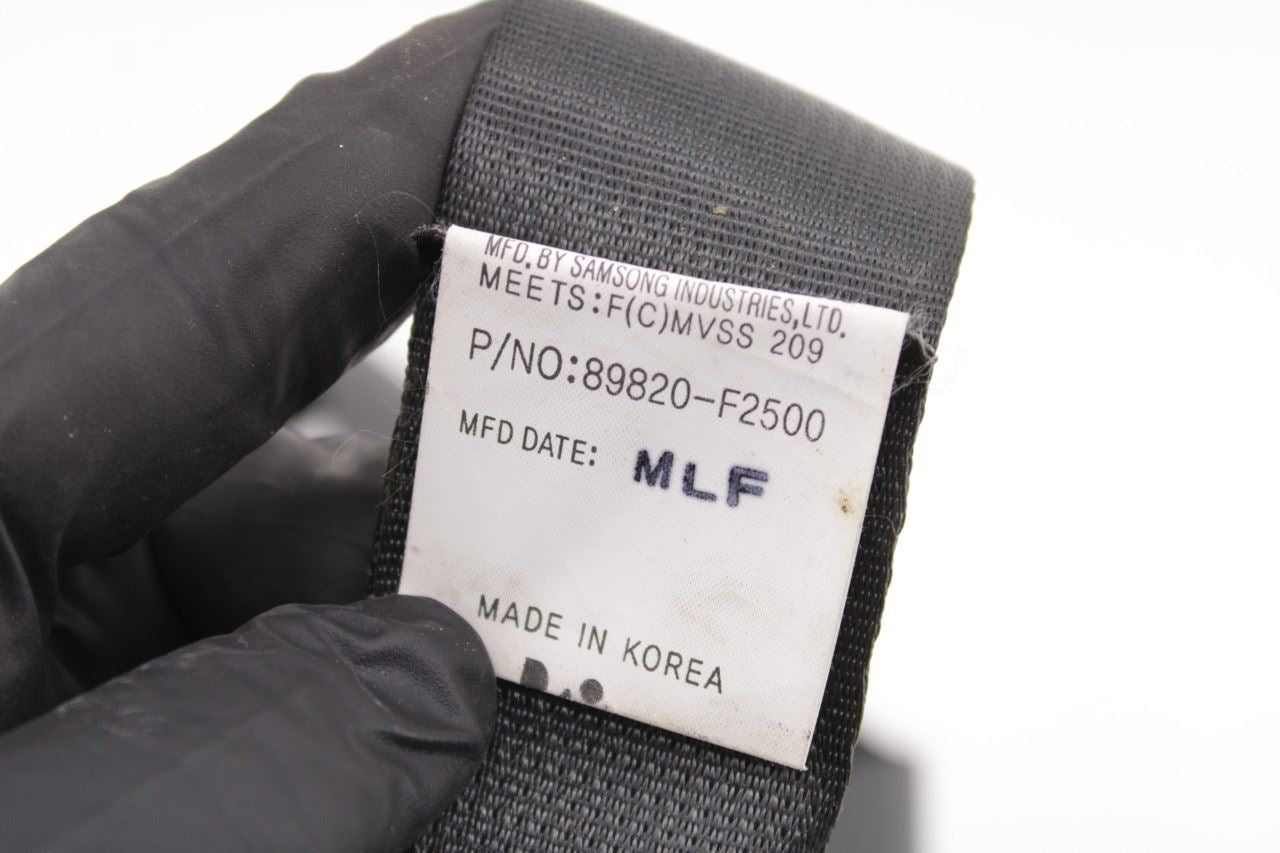 MFD. BY SAMSONG INDUSTRIES,LTD.
MEETS:F(C)MVSS 209
P/NO:89820-F2500
MFD DATE: MLF
MADE IN KOREA